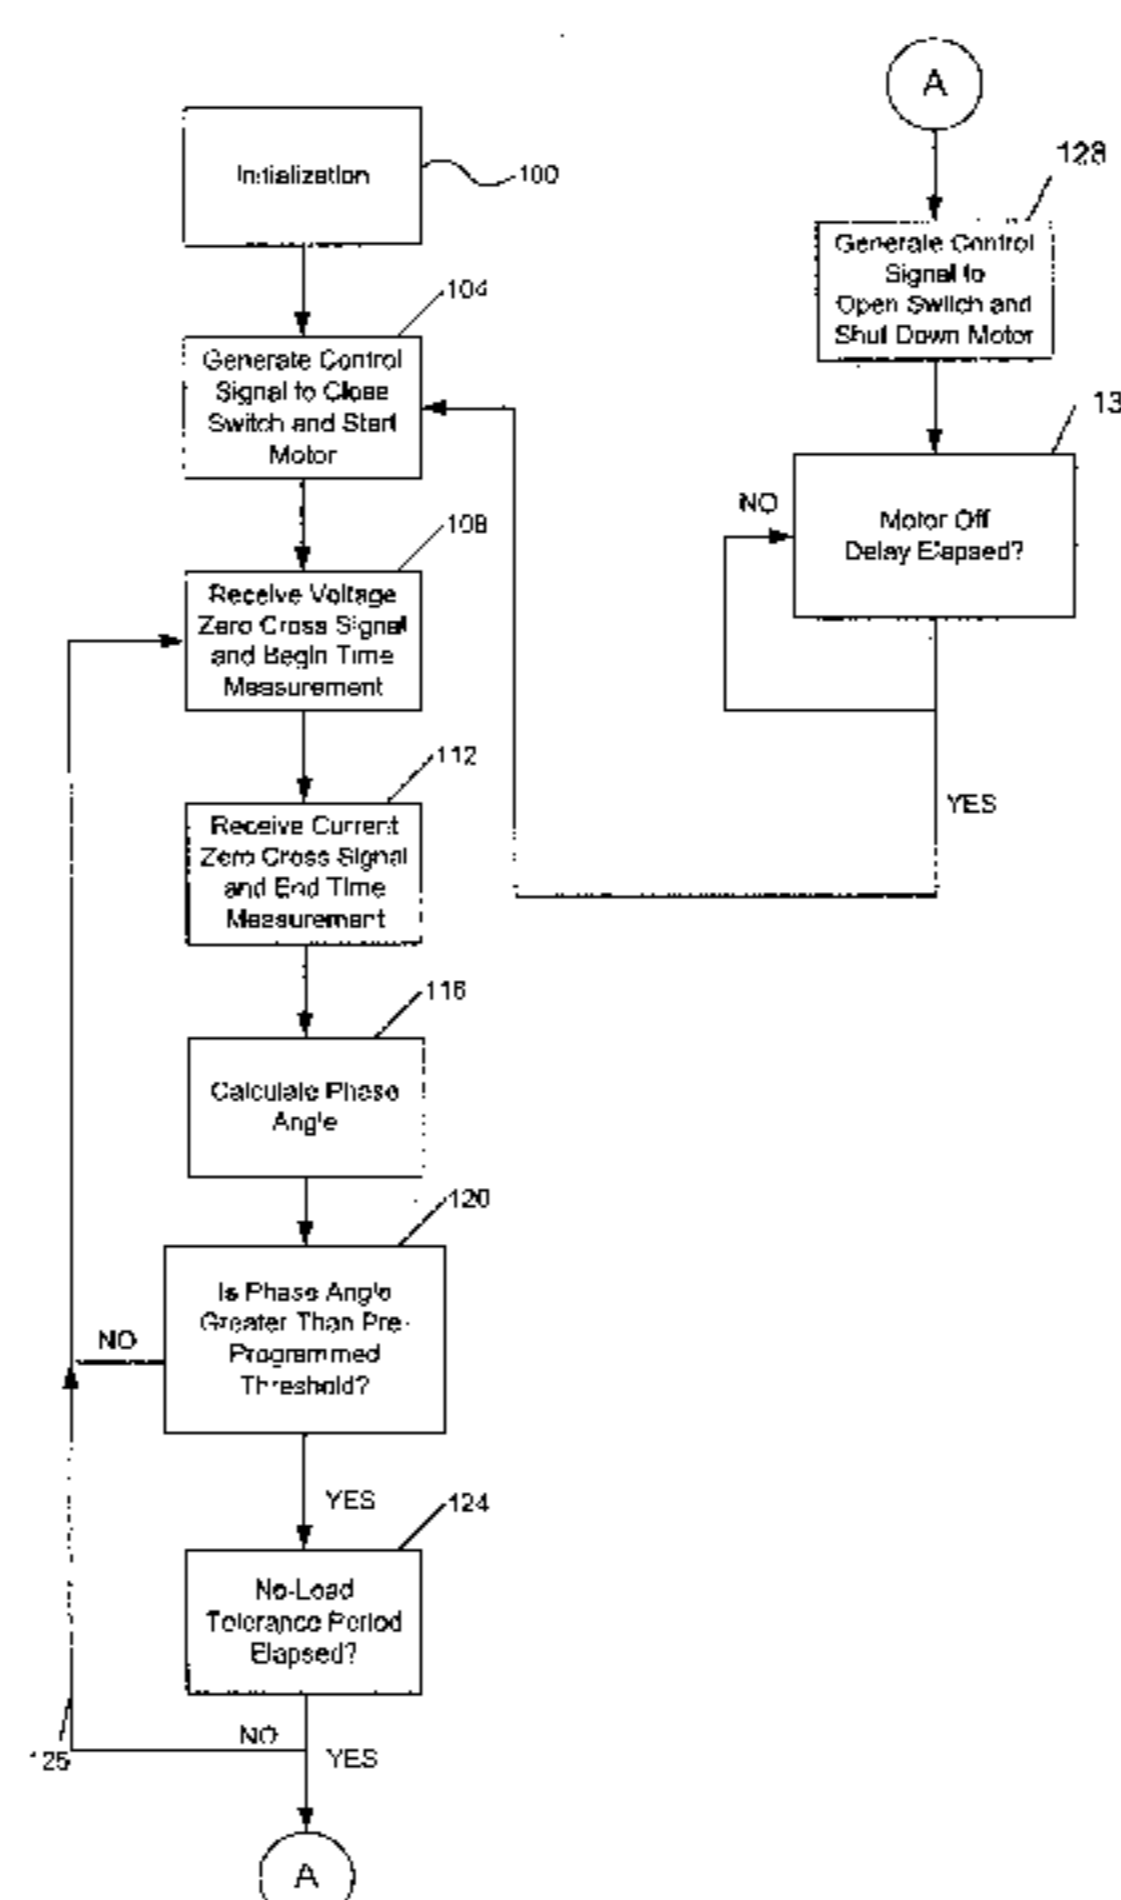 Initialization
100
104
Generate Control
Signal to Close
Switch and Start
Motor
108
Receive Voltage
Zero Cross Signal
and Begin Time
Measurement
112
Receive Current
Zero Cross Signal
and End Time
Measurement
116
Calculate Phase
Angle
120
Is Phase Angle
Greater Than Pre-
Programmed
Threshold?
NO
YES
124
No-Load
Tolerance Period
Elapsed?
NO
125
YES
A
A
128
Generate Control
Signal to
Open Switch and
Shut Down Motor
13
Motor Off
Delay Elapsed?
NO
YES